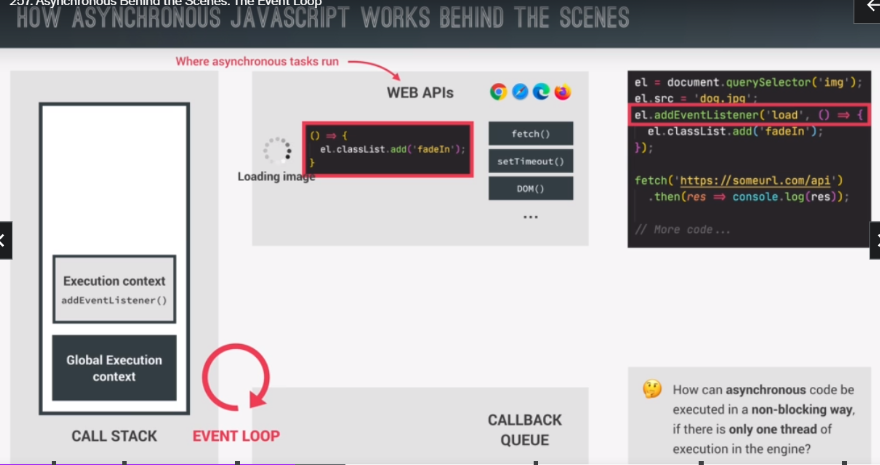 257. Asynchronous Behind the Scenes: The Event Loop
HOW ASYNCHRONOUS JAVASCRIPT WORKS BEHIND THE SCENES
Where asynchronous tasks run
WEB APIs
() => {
el.classList.add('fadeIn');
}
Loading image
fetch()
setTimeout()
DOM()
...
el = document.querySelector('img');
el.src = 'dog.jpg';
el.addEventListener('load', () => {
el.classList.add('fadeIn');
});
fetch('https://someurl.com/api')
.then(res => console.log(res));
// More code...
Execution context
addEventListener()
Global Execution
context
CALL STACK
EVENT LOOP
CALLBACK
QUEUE
How can asynchronous code be
executed in a non-blocking way,
if there is only one thread of
execution in the engine?